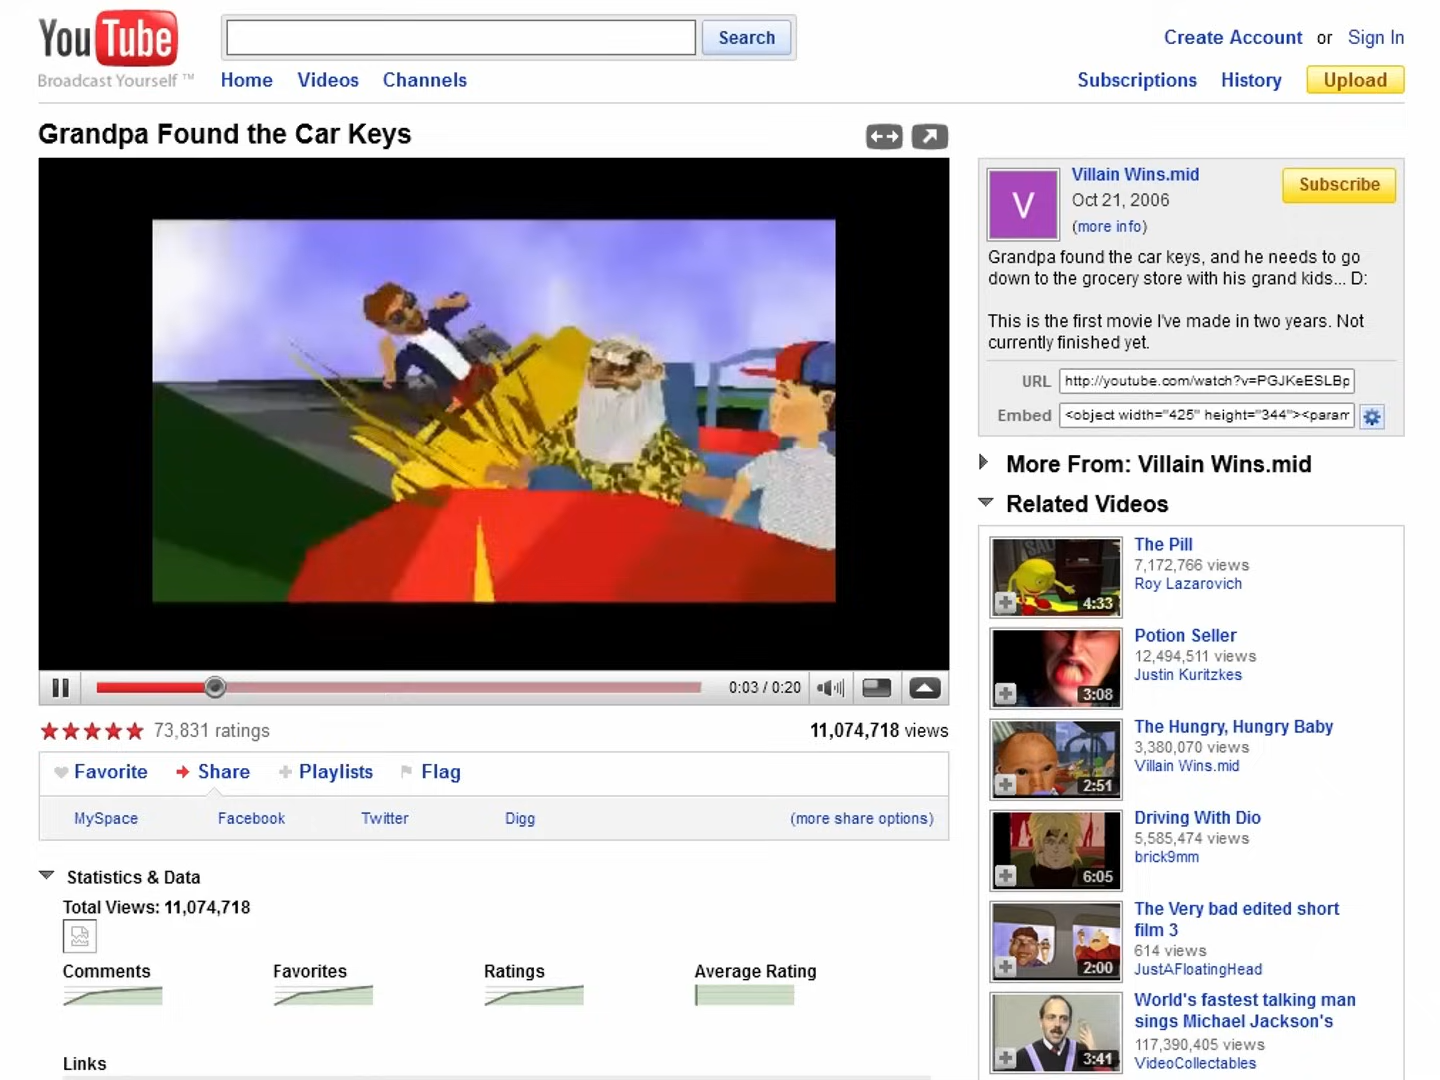 YouTube
Broadcast Yourself ™
Search
Create Account or Sign In
Home Videos Channels
Subscriptions History Upload
Grandpa Found the Car Keys
0:03 / 0:20
73,831 ratings
11,074,718 views
Favorite Share Playlists Flag
MySpace Facebook Twitter Digg (more share options)
Statistics & Data
Total Views: 11,074,718
Comments Favorites Ratings Average Rating
Links
V
Villain Wins.mid
Oct 21, 2006
(more info)
Subscribe
Grandpa found the car keys, and he needs to go
down to the grocery store with his grand kids... D:
This is the first movie I've made in two years. Not
currently finished yet.
URL http://youtube.com/watch?v=PGJKeESLBp
Embed <object width="425" height="344"><param
More From: Villain Wins.mid
Related Videos
4:33
The Pill
7,172,766 views
Roy Lazarovich
3:08
Potion Seller
12,494,511 views
Justin Kuritzkes
2:51
The Hungry, Hungry Baby
3,380,070 views
Villain Wins.mid
6:05
Driving With Dio
5,585,474 views
brick9mm
2:00
The Very bad edited short
film 3
614 views
JustAFloatingHead
3:41
World's fastest talking man
sings Michael Jackson's
117,390,405 views
VideoCollectables